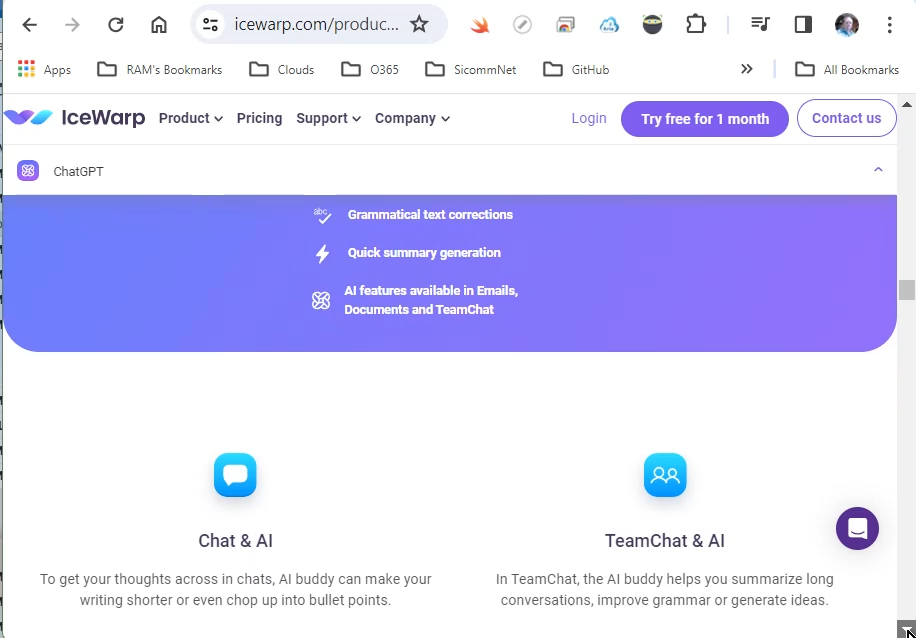 icewarp.com/produc...
Apps RAM's Bookmarks Clouds O365 SicommNet GitHub » All Bookmarks
IceWarp Product Pricing Support Company Login Try free for 1 month Contact us
ChatGPT
abc Grammatical text corrections
Quick summary generation
AI features available in Emails,
Documents and TeamChat
Chat & AI
To get your thoughts across in chats, AI buddy can make your
writing shorter or even chop up into bullet points.
TeamChat & AI
In TeamChat, the AI buddy helps you summarize long
conversations, improve grammar or generate ideas.